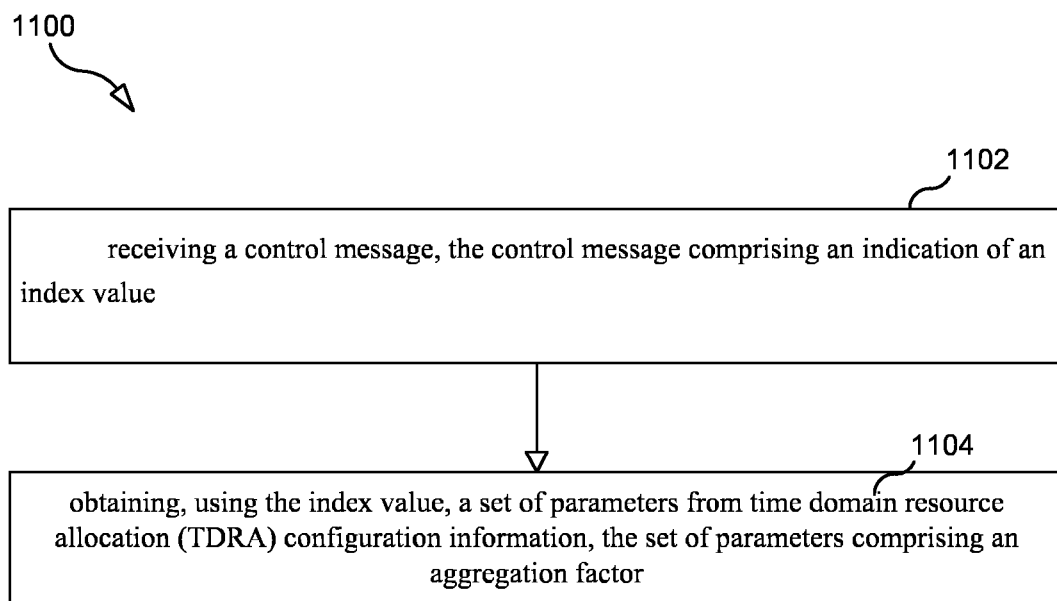 1100
1102
receiving a control message, the control message comprising an indication of an
index value
1104
obtaining, using the index value, a set of parameters from time domain resource
allocation (TDRA) configuration information, the set of parameters comprising an
aggregation factor